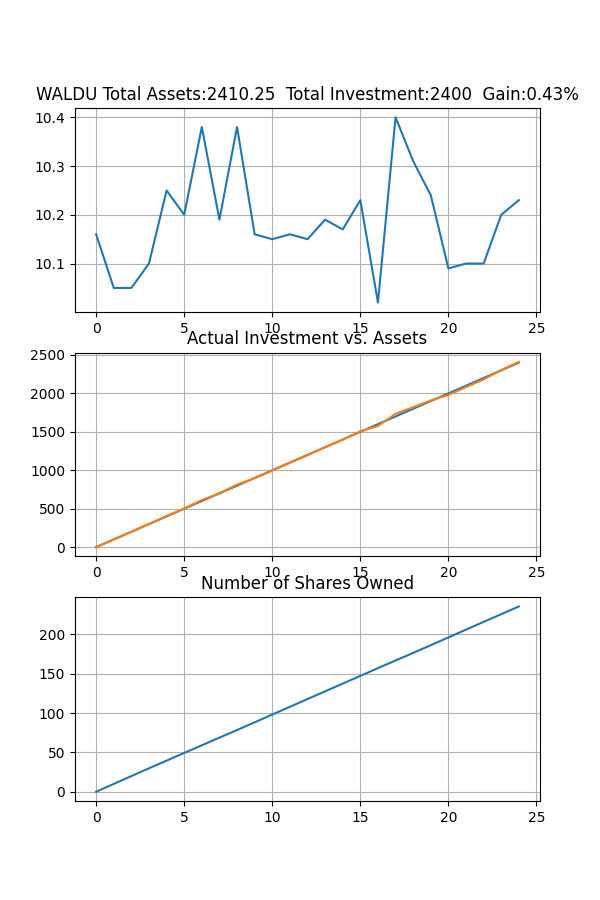 WALDU Total Assets:2410.25  Total Investment:2400  Gain:0.43%
10.4
10.3
10.2
10.1
0 5 10 15 20 25
Actual Investment vs. Assets
2500
2000
1500
1000
500
0
0 5 10 15 20 25
Number of Shares Owned
200
150
100
50
0
0 5 10 15 20 25